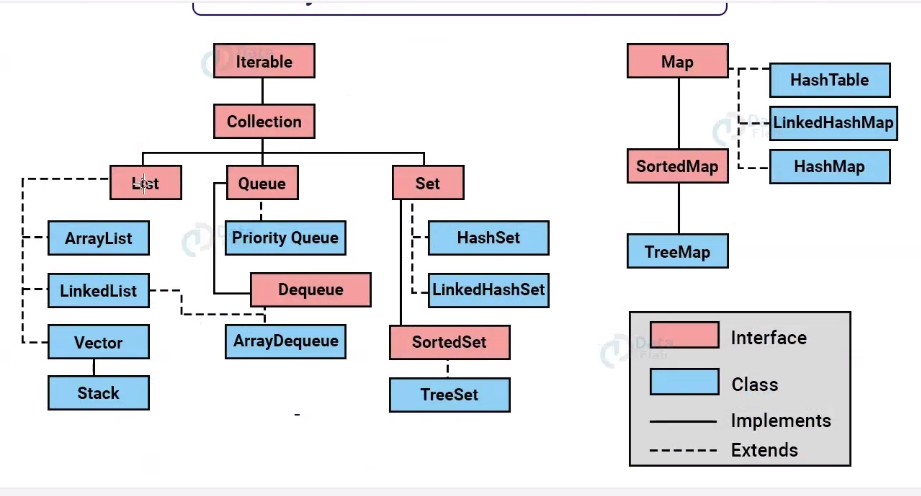 Iterable
Collection
List
Queue
Set
ArrayList
Priority Queue
HashSet
LinkedList
Dequeue
LinkedHashSet
Vector
ArrayDequeue
SortedSet
Stack
TreeSet
Map
HashTable
LinkedHashMap
SortedMap
HashMap
TreeMap
Interface
Class
Implements
Extends